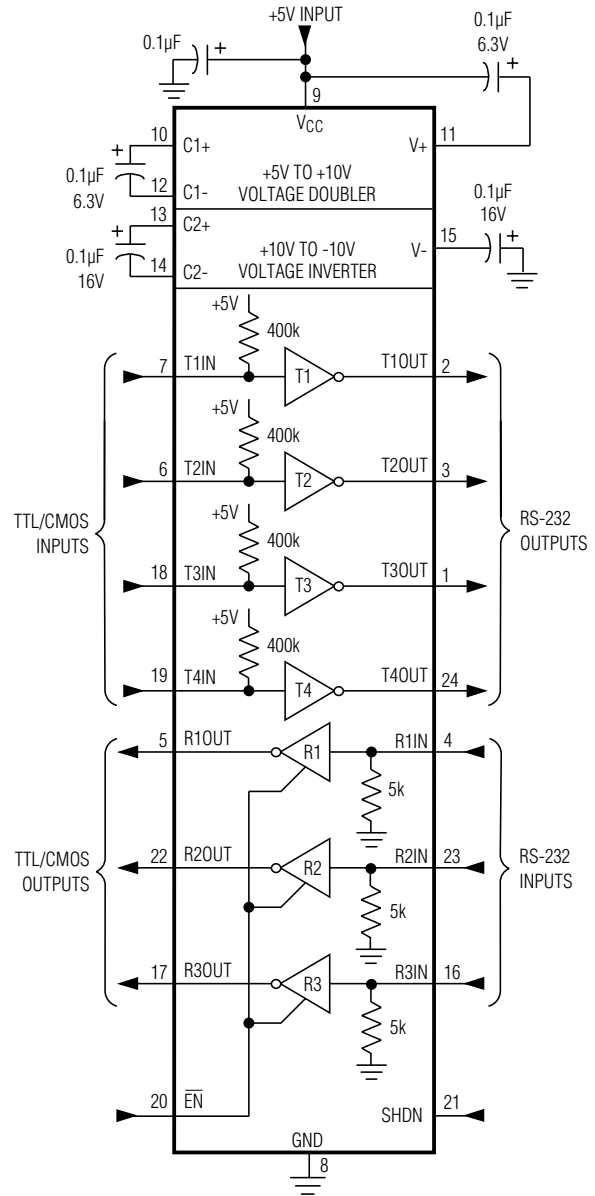 +5V INPUT
0.1µF
0.1µF
6.3V
9
VCC
10
C1+
V+
11
+5V TO +10V
VOLTAGE DOUBLER
0.1µF
6.3V
12
C1-
13
C2+
0.1µF
16V
+10V TO -10V
VOLTAGE INVERTER
V-
15
0.1µF
16V
14
C2-
+5V
400k
7
T1IN
T1
T1OUT
2
+5V
400k
6
T2IN
T2
T2OUT
3
TTL/CMOS
INPUTS
RS-232
OUTPUTS
+5V
400k
18
T3IN
T3
T3OUT
1
+5V
400k
19
T4IN
T4
T4OUT
24
5
R1OUT
R1
R1IN
4
5k
TTL/CMOS
OUTPUTS
22
R2OUT
R2
R2IN
23
RS-232
INPUTS
5k
17
R3OUT
R3
R3IN
16
5k
20
EN
SHDN
21
GND
8